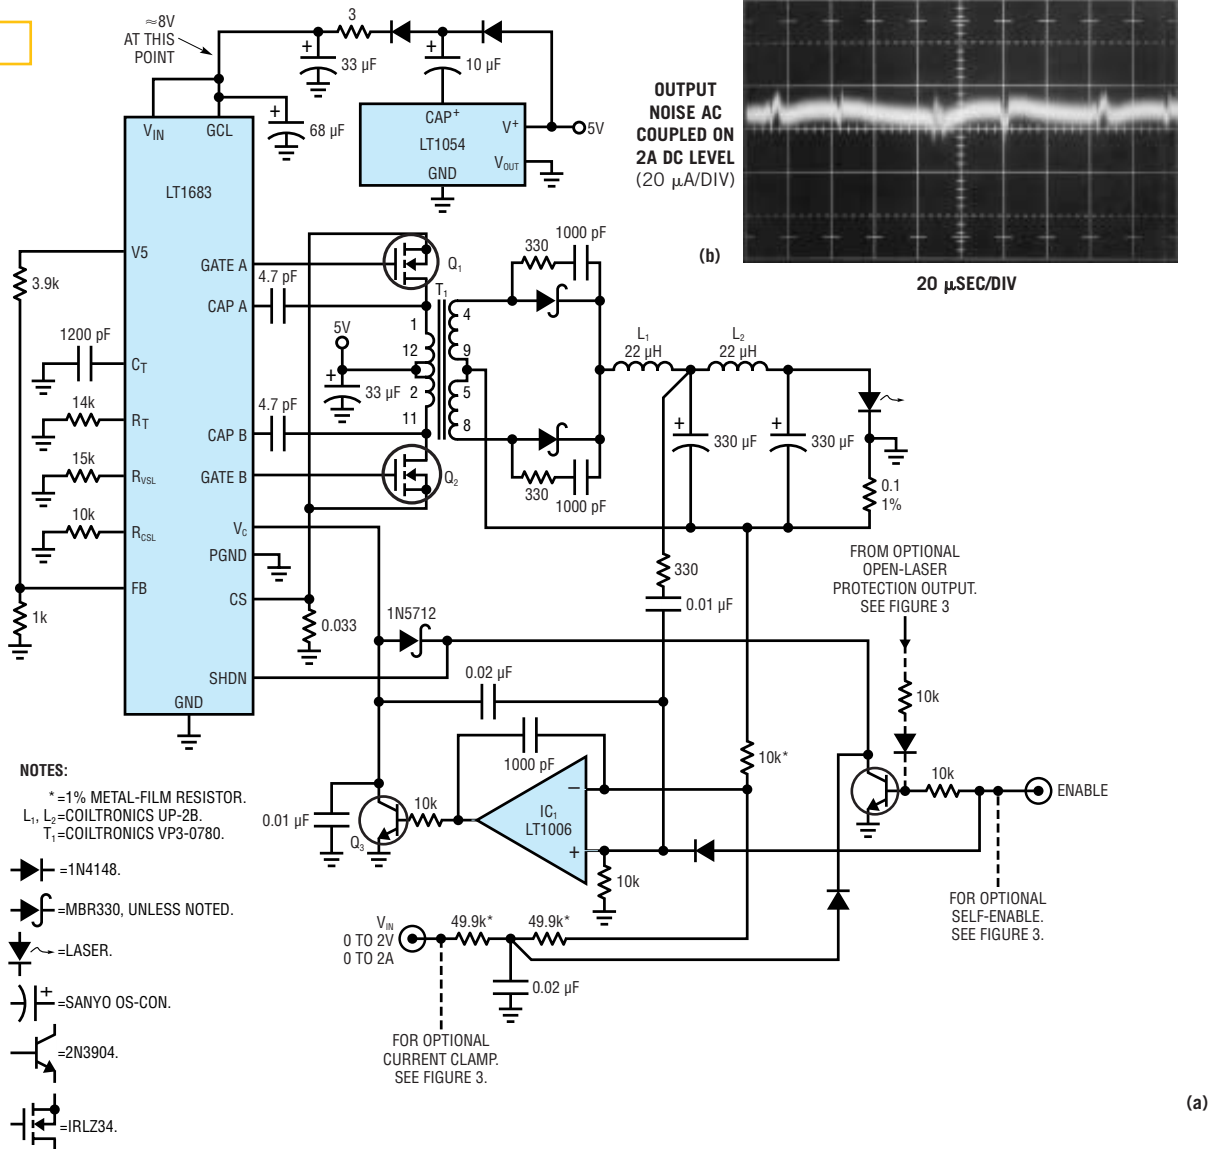 ≈8V
AT THIS
POINT
3
33 µF
10 µF
68 µF
CAP+
V+
LT1054
VOUT
GND
5V
OUTPUT
NOISE AC
COUPLED ON
2A DC LEVEL
(20 µA/DIV)
(b)
20 µSEC/DIV
VIN
GCL
LT1683
V5
GATE A
CAP A
CT
RT
CAP B
RVSL
GATE B
RCSL
VC
PGND
FB
CS
SHDN
GND
3.9k
1200 pF
14k
15k
10k
1k
4.7 pF
4.7 pF
Q1
T1
5V
33 µF
1
12
2
11
4
9
5
8
Q2
330
1000 pF
330
1000 pF
L1
22 µH
L2
22 µH
330 µF
330 µF
0.1
1%
330
0.01 µF
0.033
1N5712
0.02 µF
1000 pF
10k*
FROM OPTIONAL
OPEN-LASER
PROTECTION OUTPUT.
SEE FIGURE 3
10k
10k
ENABLE
0.01 µF
Q3
10k
IC1
LT1006
−
+
10k
VIN
0 TO 2V
0 TO 2A
49.9k*
49.9k*
0.02 µF
FOR OPTIONAL
CURRENT CLAMP.
SEE FIGURE 3.
FOR OPTIONAL
SELF-ENABLE.
SEE FIGURE 3.
NOTES:
*=1% METAL-FILM RESISTOR.
L1, L2=COILTRONICS UP-2B.
T1=COILTRONICS VP3-0780.
=1N4148.
=MBR330, UNLESS NOTED.
=LASER.
+
=SANYO OS-CON.
=2N3904.
=IRLZ34.
(a)